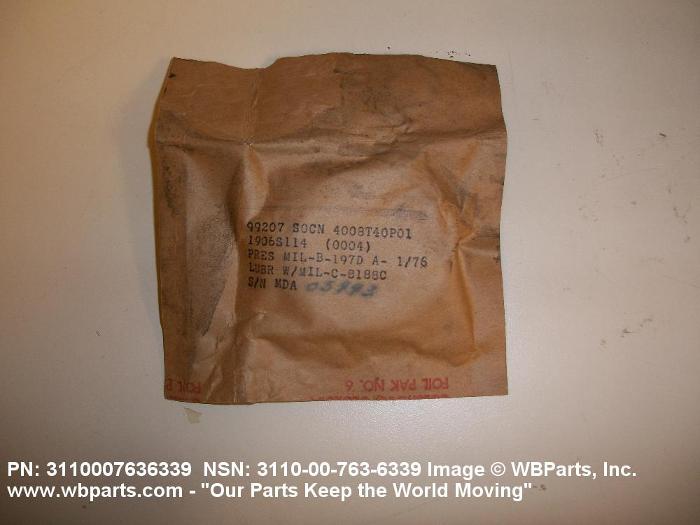 99207 SOCN 4008T40P01
1906S114 (0004)
PRES MIL-B-197D A- 1/76
LUBR W/MIL-C-8188C
S/N MDA
FOIL PAK NO. 6
FOIL P
PN: 3110007636339 NSN: 3110-00-763-6339 Image © WBParts, Inc.
www.wbparts.com - "Our Parts Keep the World Moving"